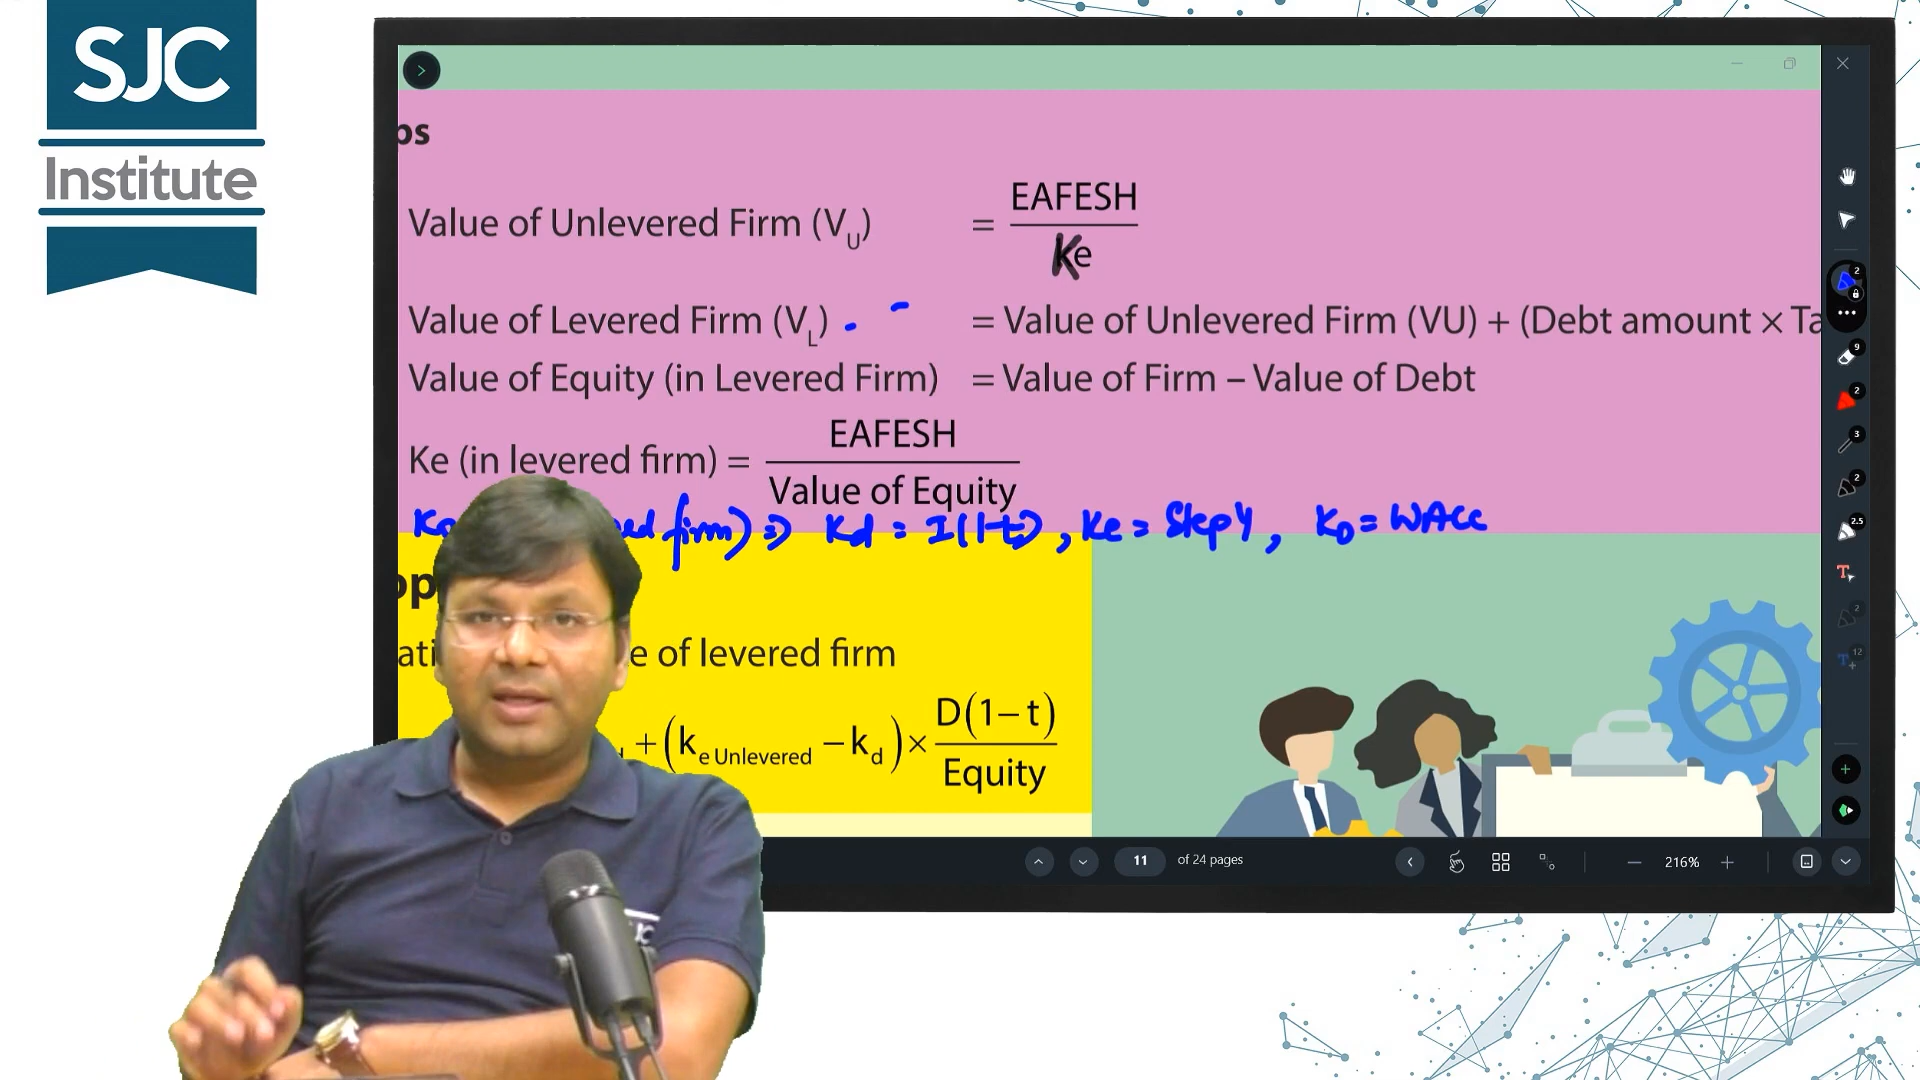 SJC
Institute
ps
Value of Unlevered Firm (VU) = EAFESH
Ke
Value of Levered Firm (VL) = Value of Unlevered Firm (VU) + (Debt amount × Ta
Value of Equity (in Levered Firm) = Value of Firm – Value of Debt
Ke (in levered firm) = EAFESH
Value of Equity
firm) ⇒ Kd = I(1-t), Ke = Step 4, Ko = WACC
e of levered firm
+ (ke Unlevered – kd) × D(1– t)
Equity
11 of 24 pages
216%